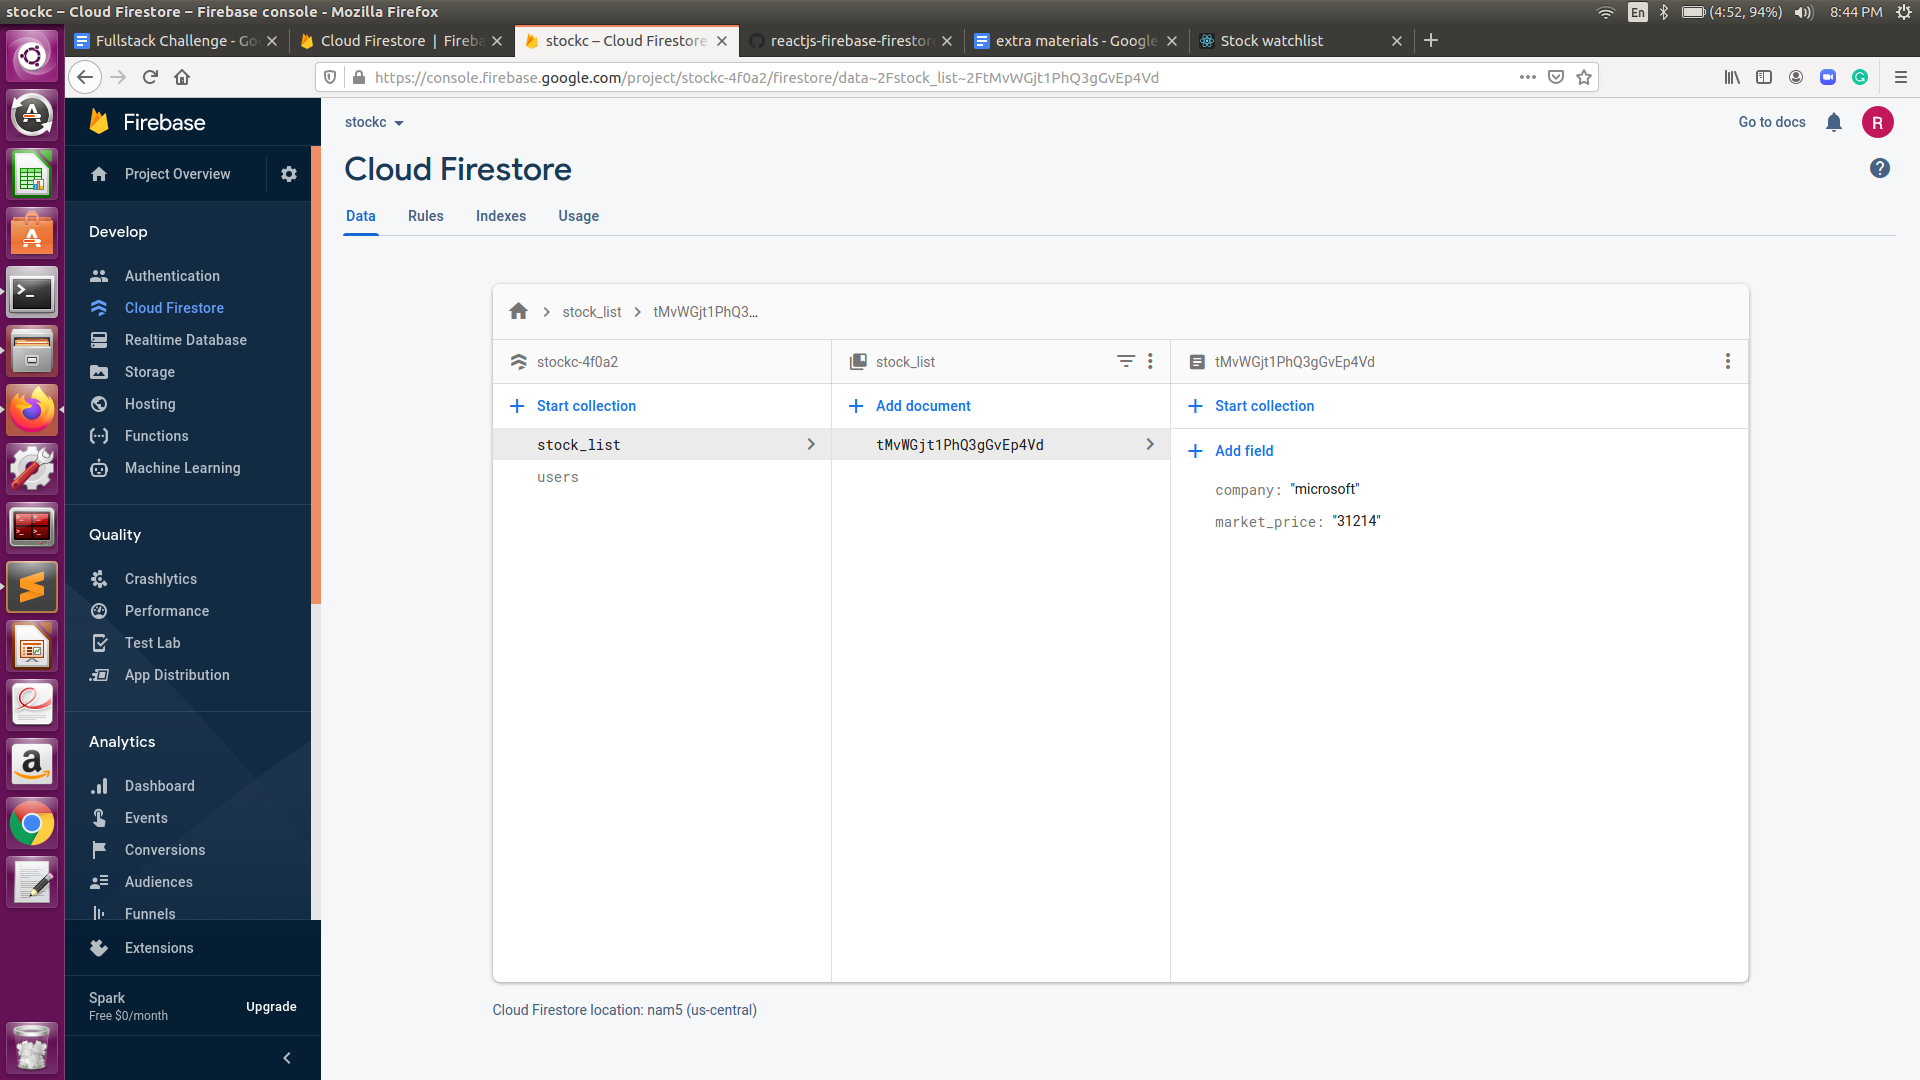 stockc – Cloud Firestore – Firebase console - Mozilla Firefox
En (4:52, 94%) 8:44 PM
Fullstack Challenge - Go
Cloud Firestore | Fireba
stockc – Cloud Firestore
reactjs-firebase-firestore
extra materials - Google
Stock watchlist
https://console.firebase.google.com/project/stockc-4f0a2/firestore/data~2Fstock_list~2FtMvWGjt1PhQ3gGvEp4Vd
Firebase
Project Overview
Develop
Authentication
Cloud Firestore
Realtime Database
Storage
Hosting
Functions
Machine Learning
Quality
Crashlytics
Performance
Test Lab
App Distribution
Analytics
Dashboard
Events
Conversions
Audiences
Funnels
Extensions
Spark
Free $0/month
Upgrade
stockc
Go to docs
R
Cloud Firestore
Data Rules Indexes Usage
stock_list > tMvWGjt1PhQ3...
stockc-4f0a2
Start collection
stock_list
users
stock_list
Add document
tMvWGjt1PhQ3gGvEp4Vd
tMvWGjt1PhQ3gGvEp4Vd
Start collection
Add field
company: "microsoft"
market_price: "31214"
Cloud Firestore location: nam5 (us-central)